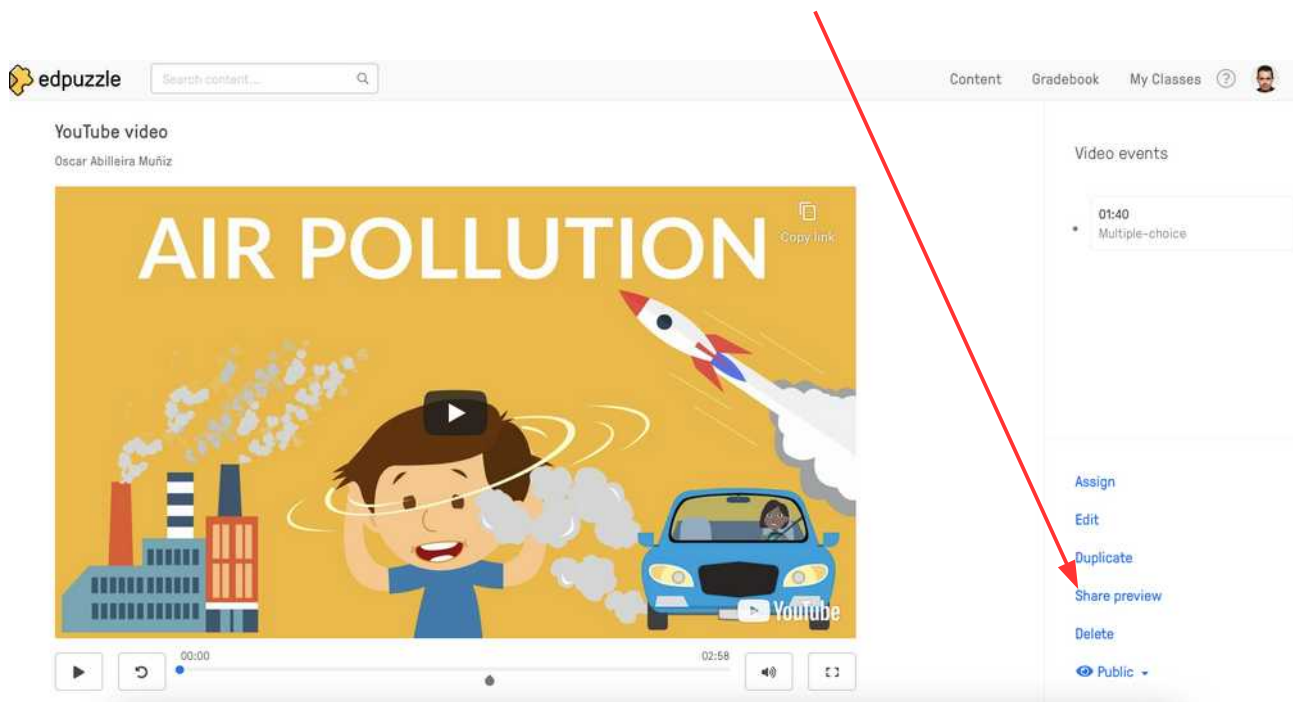 edpuzzle
Search content...
Content
Gradebook
My Classes
?
YouTube video
Oscar Abilleira Muñiz
AIR POLLUTION
Copy link
YouTube
00:00
02:58
Video events
01:40
Multiple-choice
Assign
Edit
Duplicate
Share preview
Delete
Public